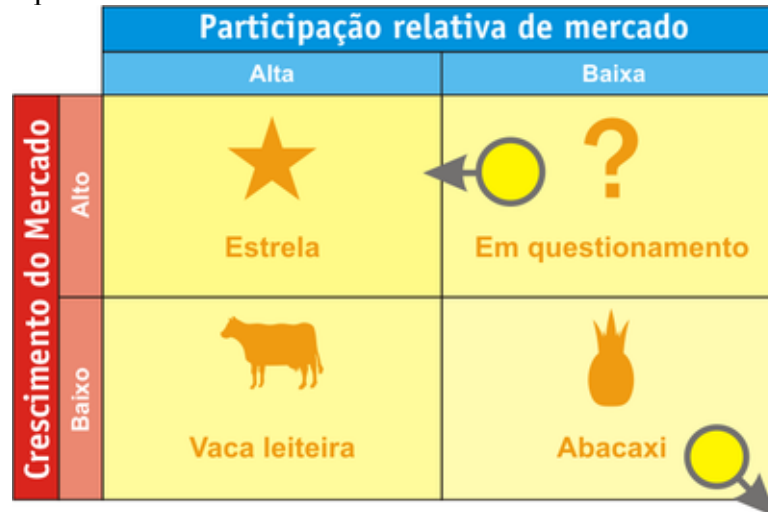 Participação relativa de mercado
Alta
Baixa
Crescimento do Mercado
Alto
?
Estrela
Em questionamento
Baixo
Vaca leiteira
Abacaxi